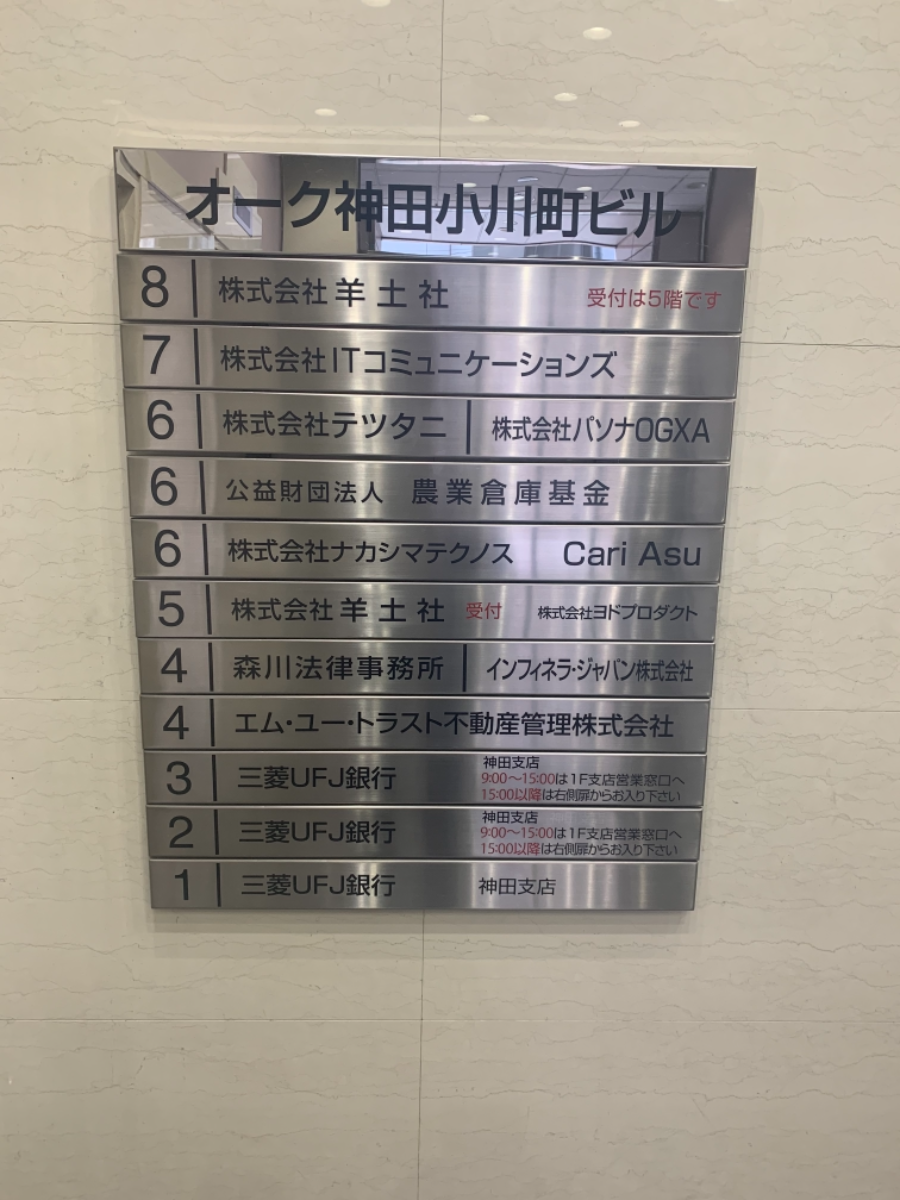 オーク神田小川町ビル
8 株式会社 羊土社 受付は5階です
7 株式会社ITコミュニケーションズ
6 株式会社テツタニ 株式会社パソナOGXA
6 公益財団法人 農業倉庫基金
6 株式会社ナカシマテクノス Cari Asu
5 株式会社 羊土社 受付 株式会社ヨドプロダクト
4 森川法律事務所 インフィネラ・ジャパン株式会社
4 エム・ユー・トラスト不動産管理株式会社
3 三菱UFJ銀行 神田支店
9:00〜15:00は1F支店営業窓口へ
15:00以降は右側扉からお入り下さい
2 三菱UFJ銀行 神田支店
9:00〜15:00は1F支店営業窓口へ
15:00以降は右側扉からお入り下さい
1 三菱UFJ銀行 神田支店